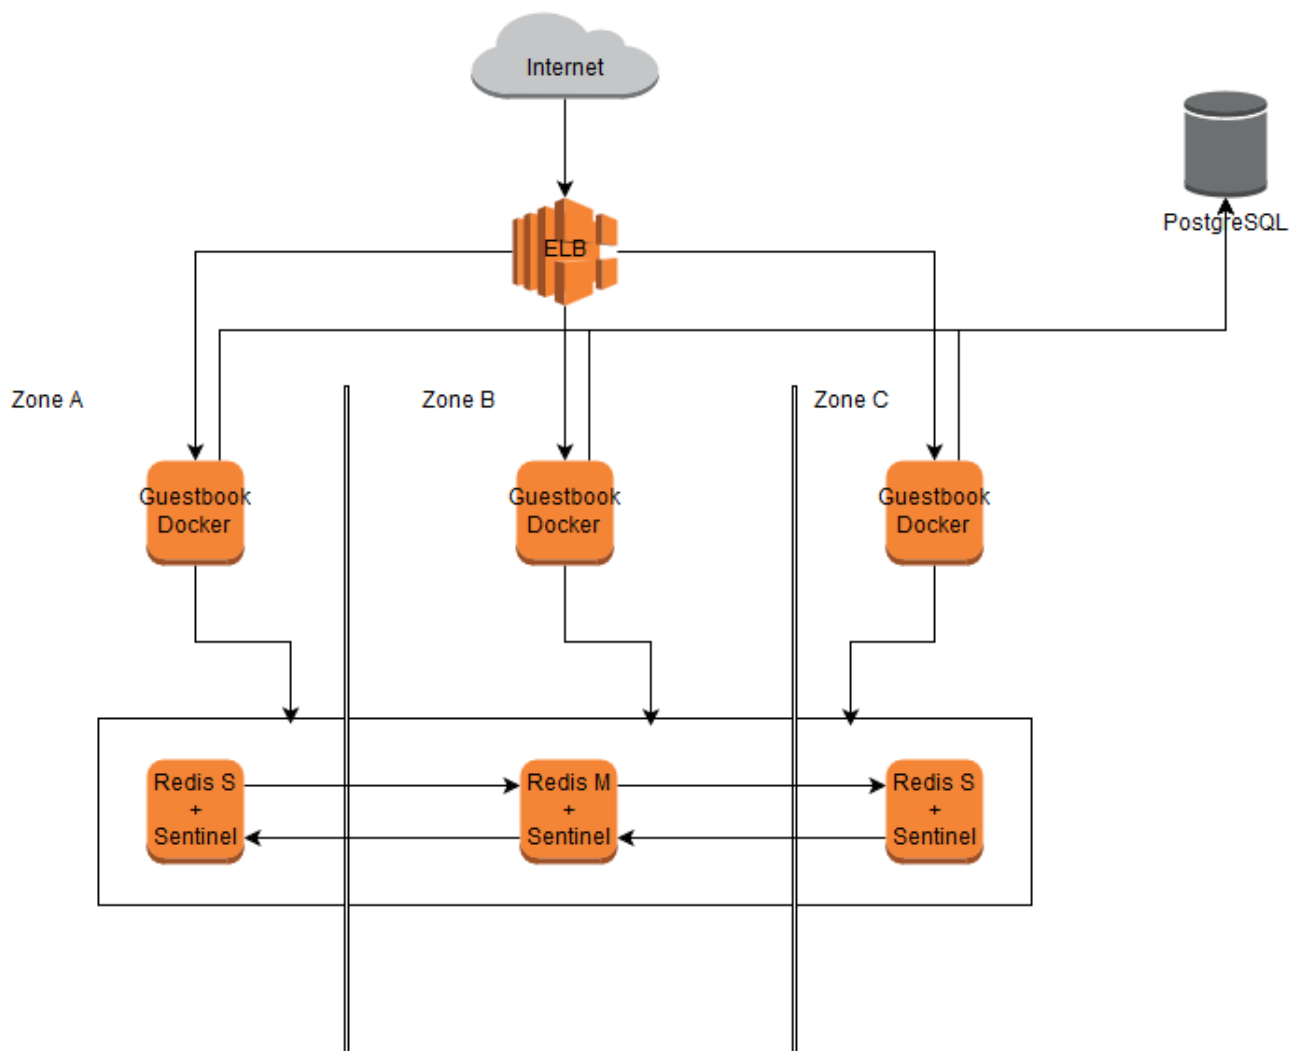 Internet
PostgreSQL
ELB
Zone A
Zone B
Zone C
Guestbook
Docker
Guestbook
Docker
Guestbook
Docker
Redis S
+
Sentinel
Redis M
+
Sentinel
Redis S
+
Sentinel